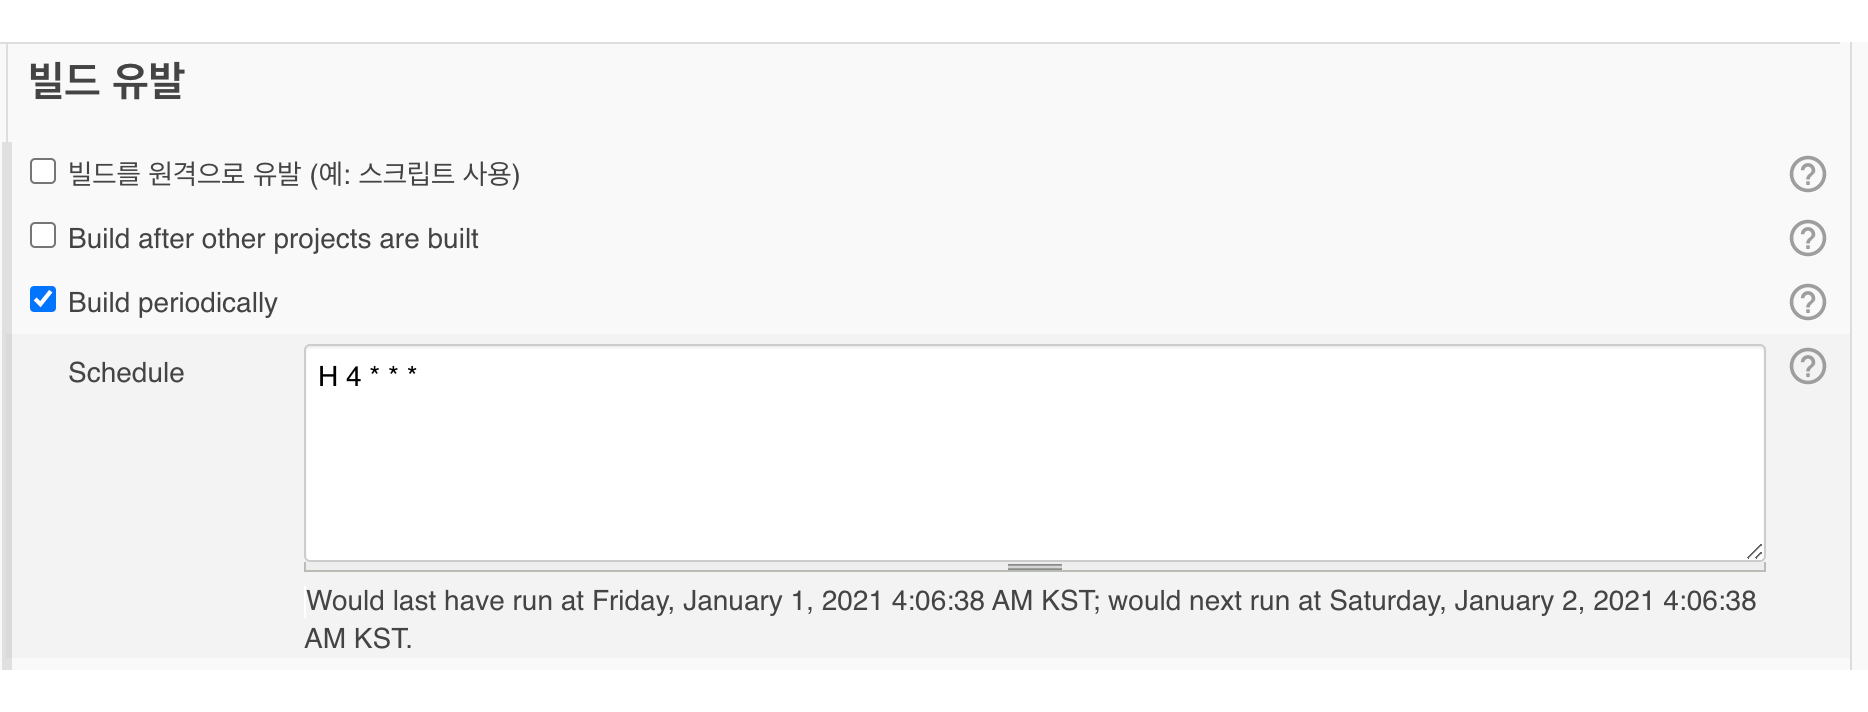 빌드 유발
빌드를 원격으로 유발 (예: 스크립트 사용)
Build after other projects are built
Build periodically
Schedule
H 4 * * *
Would last have run at Friday, January 1, 2021 4:06:38 AM KST; would next run at Saturday, January 2, 2021 4:06:38
AM KST.